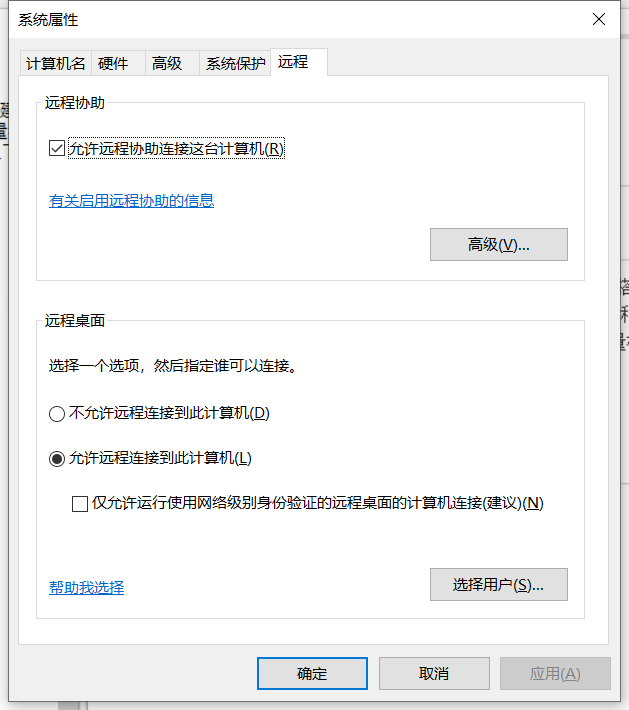 系统属性
计算机名 硬件 高级 系统保护 远程
远程协助
允许远程协助连接这台计算机(R)
有关启用远程协助的信息
高级(V)...
远程桌面
选择一个选项，然后指定谁可以连接。
不允许远程连接到此计算机(D)
允许远程连接到此计算机(L)
仅允许运行使用网络级别身份验证的远程桌面的计算机连接(建议)(N)
帮助我选择
选择用户(S)...
确定 取消 应用(A)